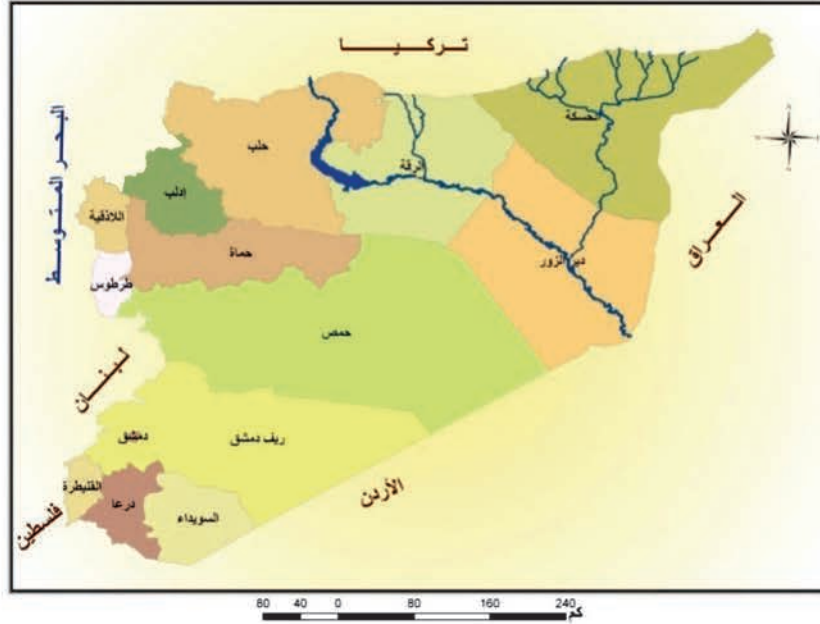 تركيا
البحر المتوسط
الحسكة
حلب
الرقة
إدلب
اللاذقية
العراق
حماة
دير الزور
طرطوس
حمص
لبنان
دمشق
ريف دمشق
القنيطرة
الأردن
درعا
السويداء
فلسطين
80 40 0 80 160 240 كم